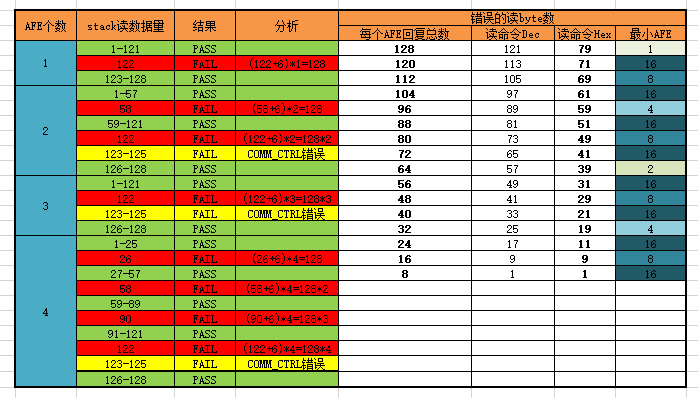 AFE个数 stack读数据量 结果 分析 错误的读byte数
每个AFE回复总数 读命令Dec 读命令Hex 最小AFE
1 1-121 PASS 128 121 79 1
122 FAIL (122+6)*1=128 120 113 71 16
123-128 PASS 112 105 69 8
2 1-57 PASS 104 97 61 16
58 FAIL (58+6)*2=128 96 89 59 4
59-121 PASS 88 81 51 16
122 FAIL (122+6)*2=128*2 80 73 49 8
123-125 FAIL COMM_CTRL错误 72 65 41 16
126-128 PASS 64 57 39 2
3 1-121 PASS 56 49 31 16
122 FAIL (122+6)*3=128*3 48 41 29 8
123-125 FAIL COMM_CTRL错误 40 33 21 16
126-128 PASS 32 25 19 4
4 1-25 PASS 24 17 11 16
26 FAIL (26+6)*4=128 16 9 9 8
27-57 PASS 8 1 1 16
58 FAIL (58+6)*4=128*2
59-89 PASS
90 FAIL (90+6)*4=128*3
91-121 PASS
122 FAIL (122+6)*4=128*4
123-125 FAIL COMM_CTRL错误
126-128 PASS